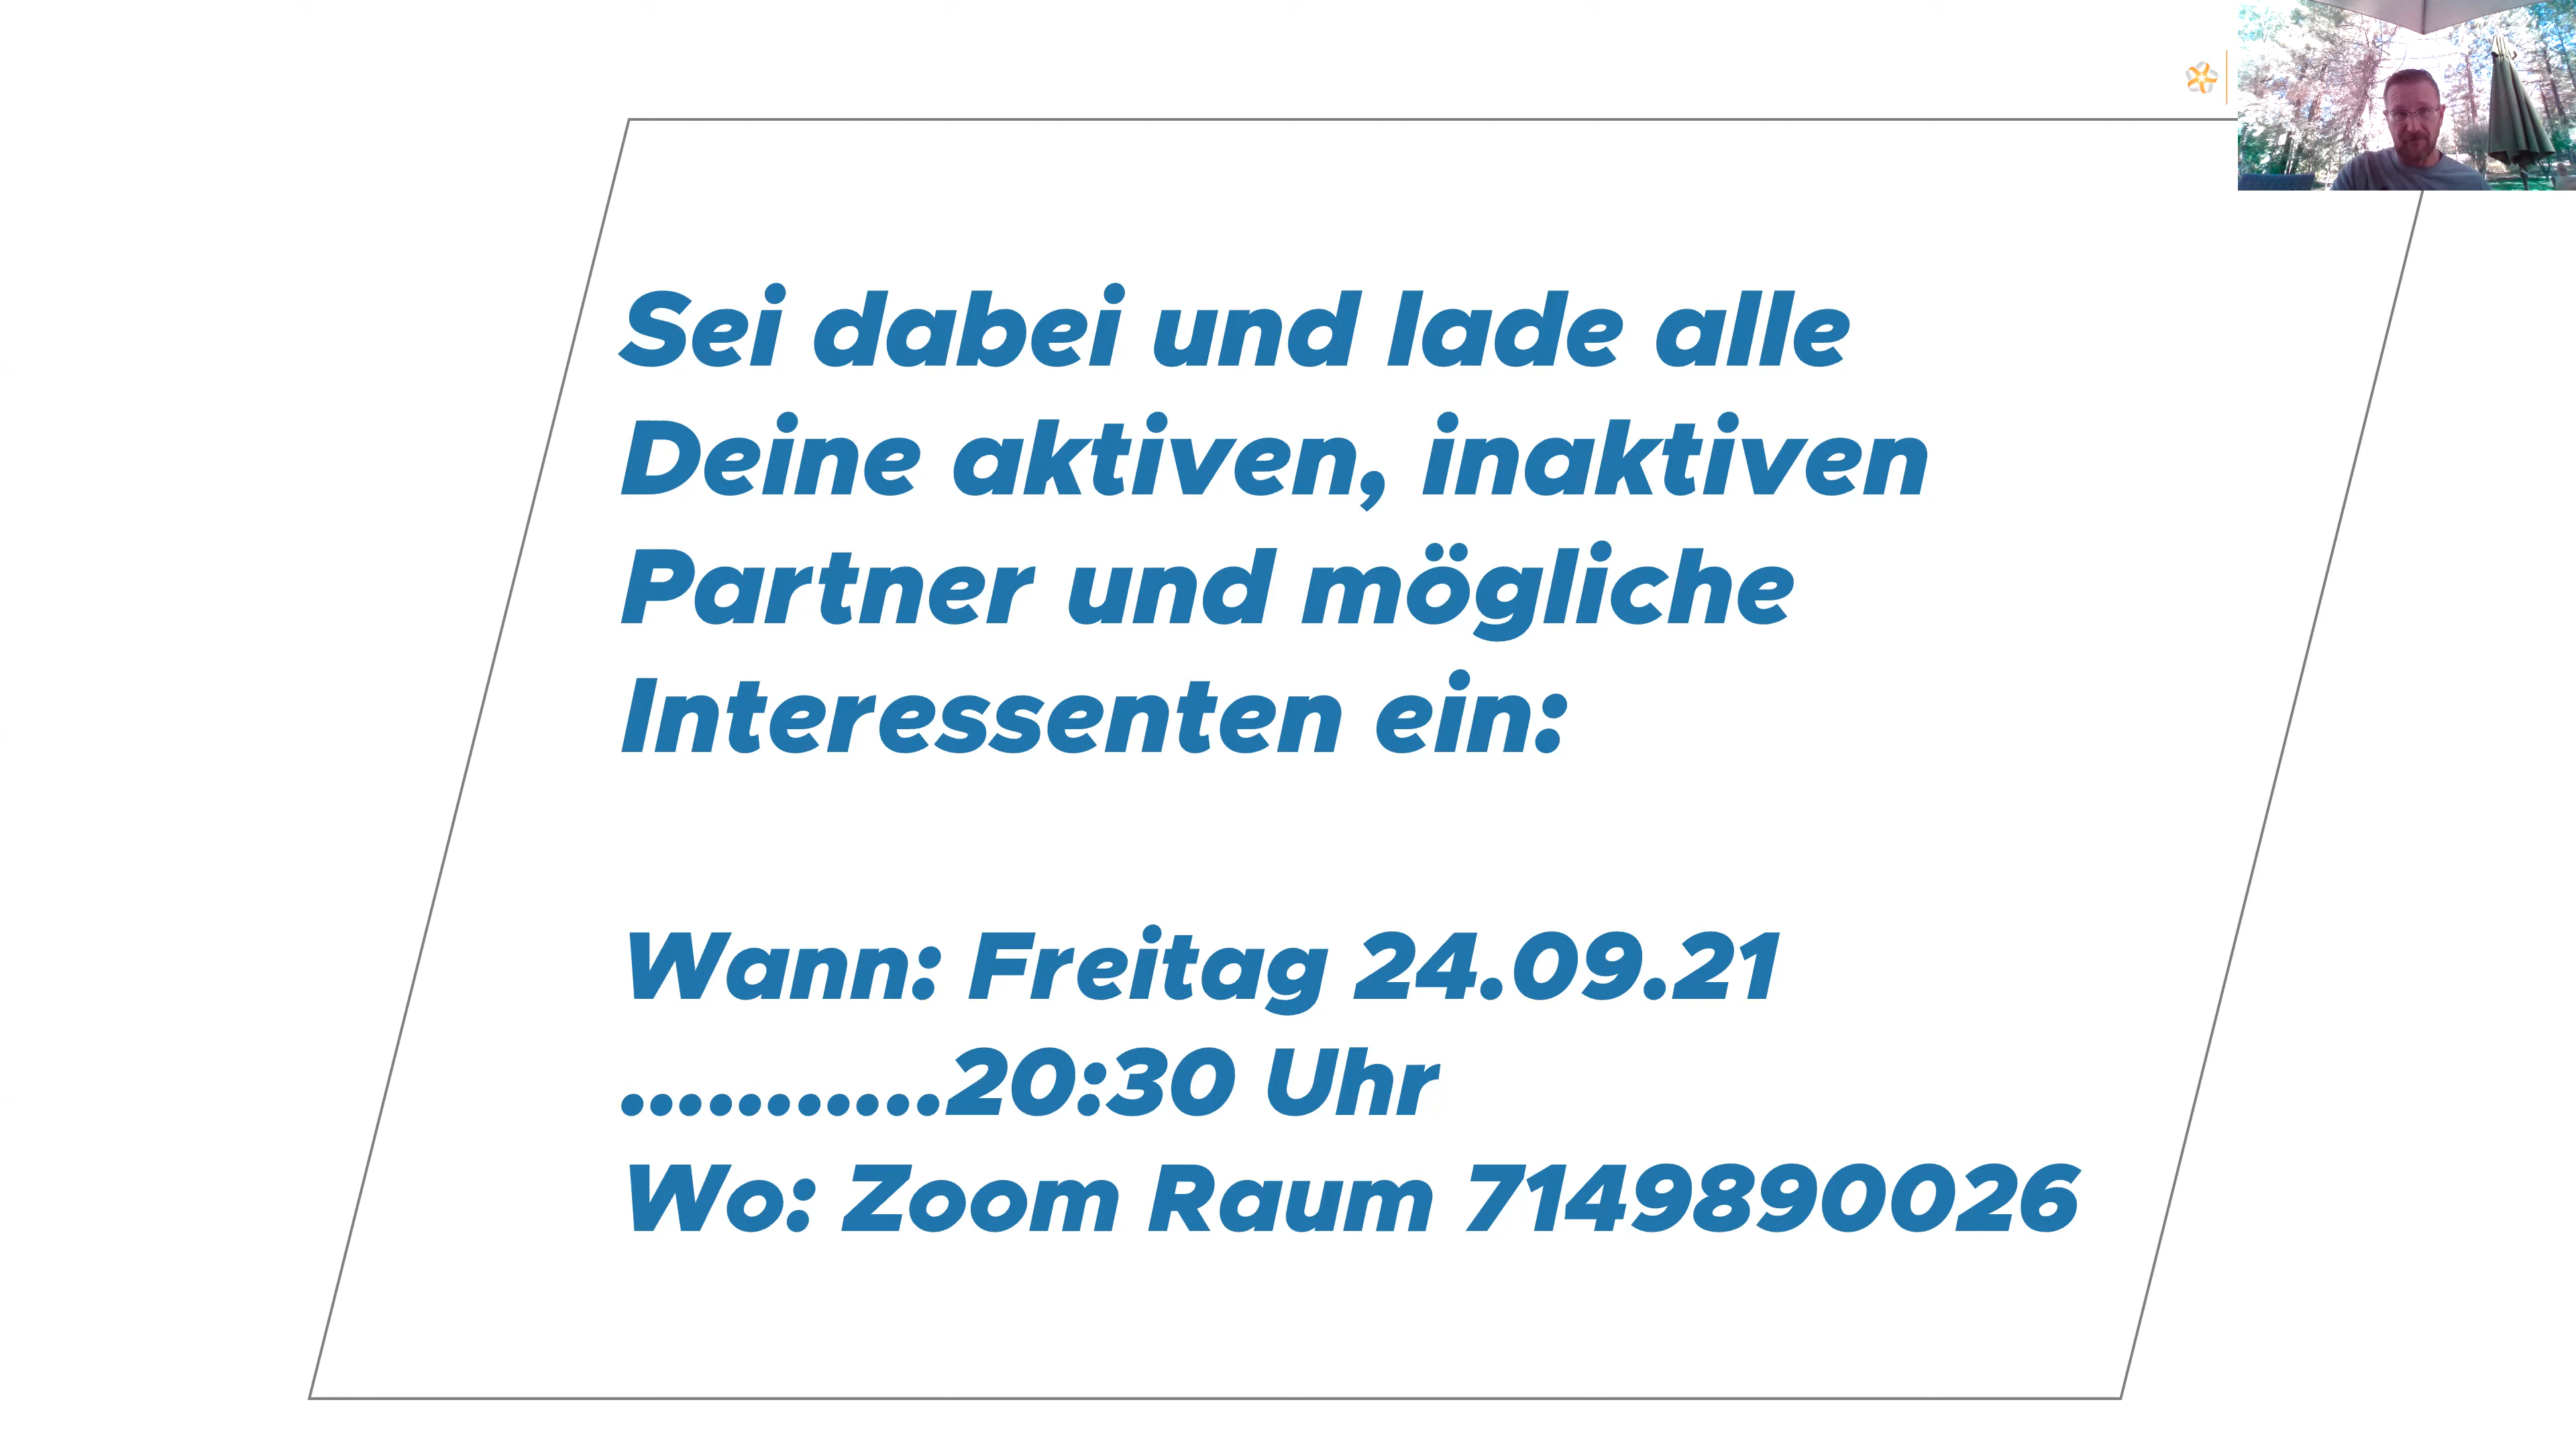 Sei dabei und lade alle
Deine aktiven, inaktiven
Partner und mögliche
Interessenten ein:
Wann: Freitag 24.09.21
...........20:30 Uhr
Wo: Zoom Raum 7149890026